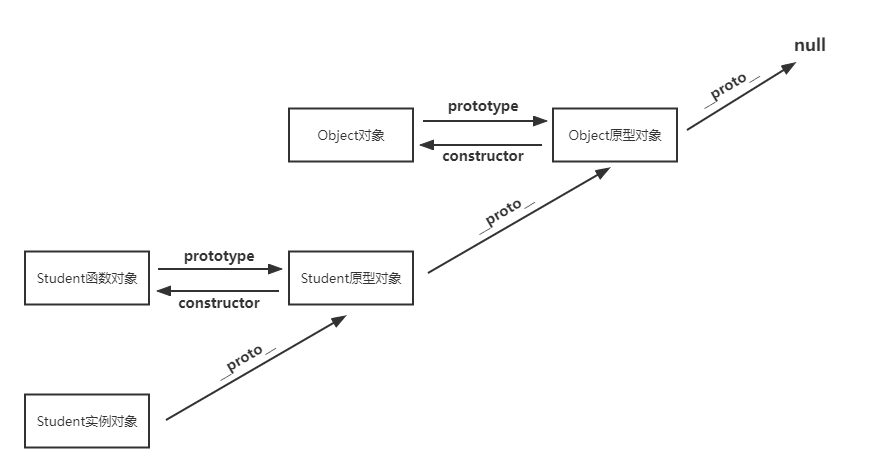 null
__proto__
prototype
Object对象
Object原型对象
constructor
__proto__
prototype
Student函数对象
Student原型对象
constructor
__proto__
Student实例对象